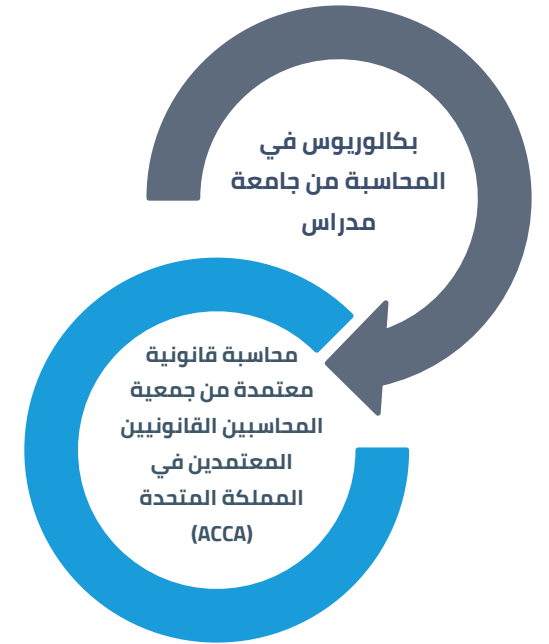 بكالوريوس في
المحاسبة من جامعة
مدراس
محاسبة قانونية
معتمدة من جمعية
المحاسبين القانونيين
المعتمدين في
المملكة المتحدة
(ACCA)